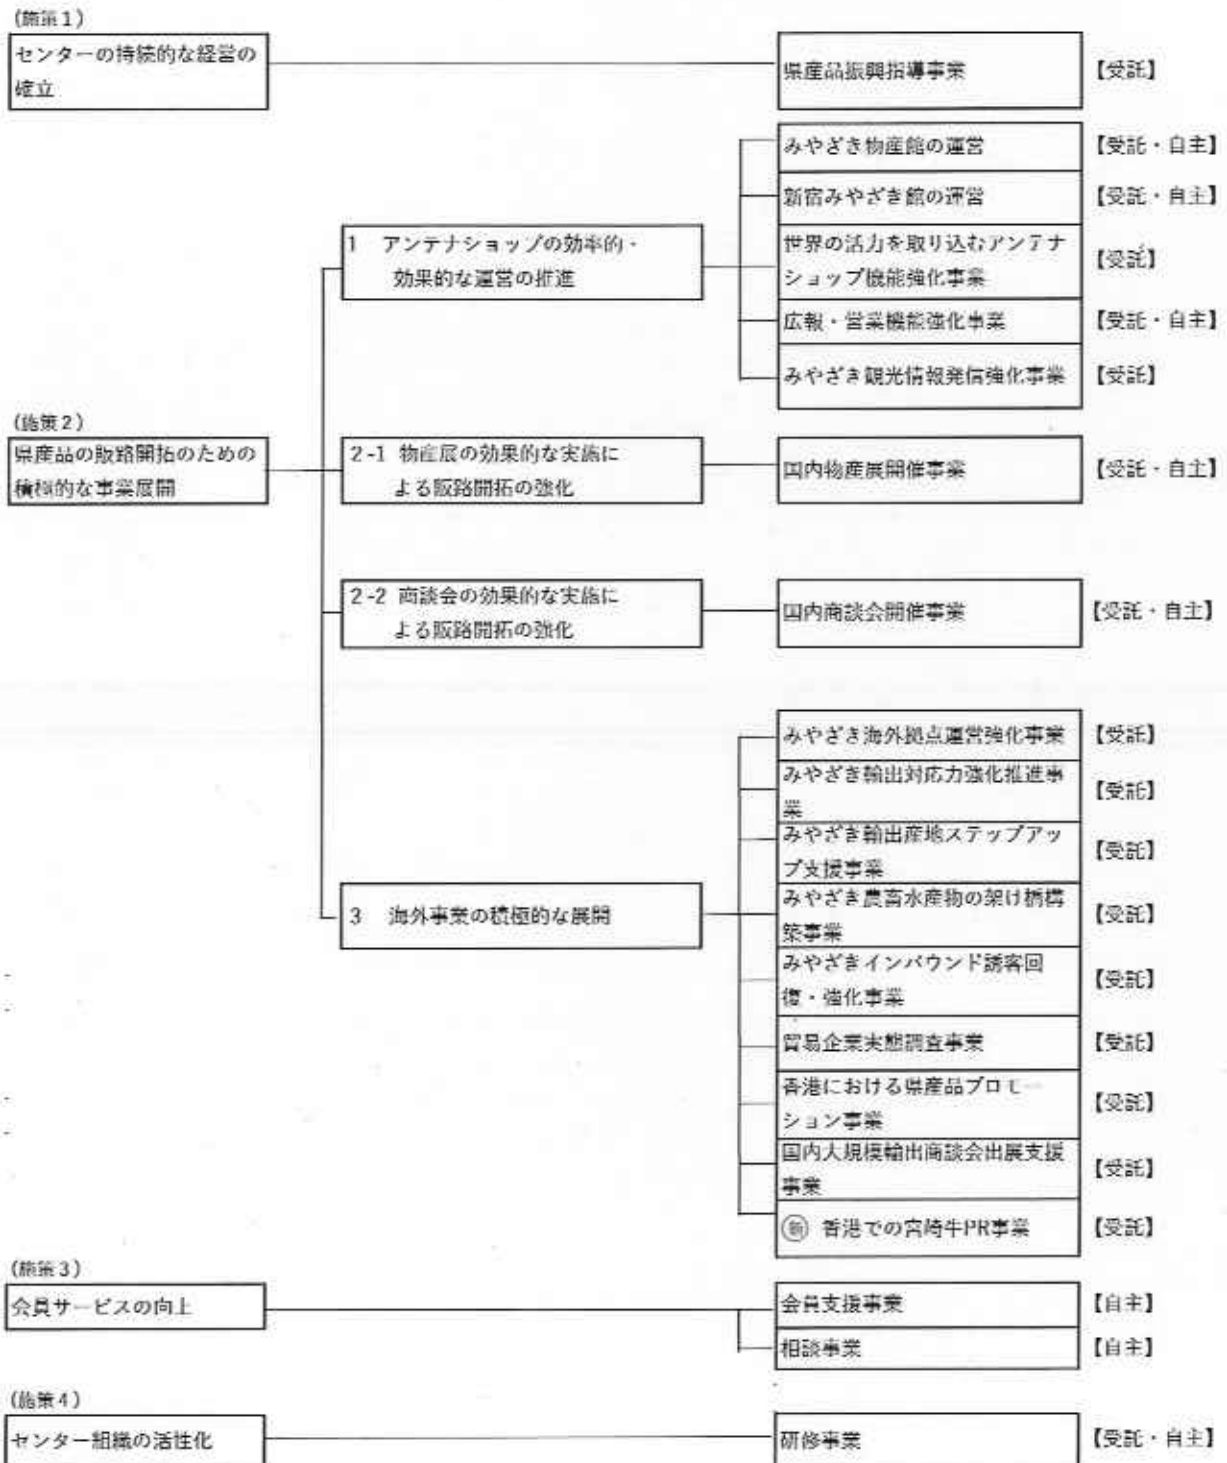 (施策1)
センターの持続的な経営の
確立
県産品振興指導事業
【受託】
みやざき物産館の運営
【受託・自主】
新宿みやざき館の運営
【受託・自主】
1 アンテナショップの効率的・
効果的な運営の推進
世界の活力を取り込むアンテナ
ショップ機能強化事業
【受託】
広報・営業機能強化事業
【受託・自主】
みやざき観光情報発信強化事業
【受託】
(施策2)
県産品の販路開拓のための
積極的な事業展開
2-1 物産展の効果的な実施に
よる販路開拓の強化
国内物産展開催事業
【受託・自主】
2-2 商談会の効果的な実施に
よる販路開拓の強化
国内商談会開催事業
【受託・自主】
みやざき海外拠点運営強化事業
【受託】
みやざき輸出対応力強化推進事
業
【受託】
みやざき輸出産地ステップアッ
プ支援事業
【受託】
3 海外事業の積極的な展開
みやざき農畜水産物の架け橋構
築事業
【受託】
みやざきインバウンド誘客回
復・強化事業
【受託】
貿易企業実態調査事業
【受託】
香港における県産品プロモー
ション事業
【受託】
国内大規模輸出商談会出展支援
事業
【受託】
㊟ 香港での宮崎牛PR事業
【受託】
(施策3)
会員サービスの向上
会員支援事業
【自主】
相談事業
【自主】
(施策4)
センター組織の活性化
研修事業
【受託・自主】